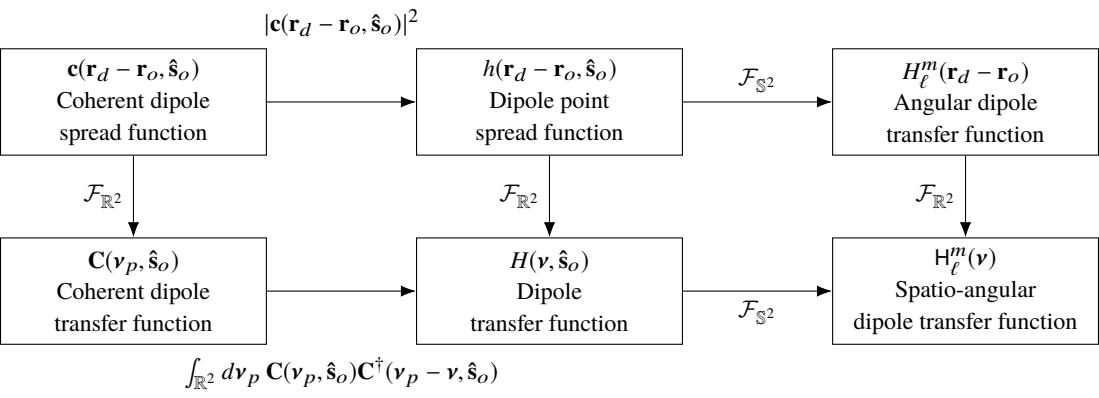 |𝐜(𝐫_d − 𝐫_o, 𝐬̂_o)|²
𝐜(𝐫_d − 𝐫_o, 𝐬̂_o)
Coherent dipole
spread function
h(𝐫_d − 𝐫_o, 𝐬̂_o)
Dipole point
spread function
ℱ_𝕊²
H_ℓ^m(𝐫_d − 𝐫_o)
Angular dipole
transfer function
ℱ_ℝ²
ℱ_ℝ²
ℱ_ℝ²
𝐂(𝛎_p, 𝐬̂_o)
Coherent dipole
transfer function
H(𝛎, 𝐬̂_o)
Dipole
transfer function
ℱ_𝕊²
𝖧_ℓ^m(𝛎)
Spatio-angular
dipole transfer function
∫_ℝ² d𝛎_p 𝐂(𝛎_p, 𝐬̂_o)𝐂†(𝛎_p − 𝛎, 𝐬̂_o)